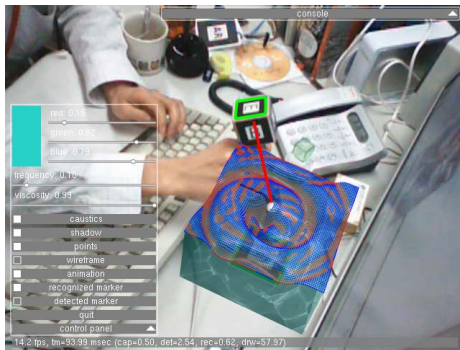 console
red: 0.16
green: 0.82
blue: 0.79
frequency: 0.10
viscosity: 0.99
caustics
shadow
points
wireframe
animation
recognized marker
detected marker
quit
control panel
14.2 fps, tm=93.99 msec (cap=0.50, det=2.54, rec=0.62, drw=57.97)